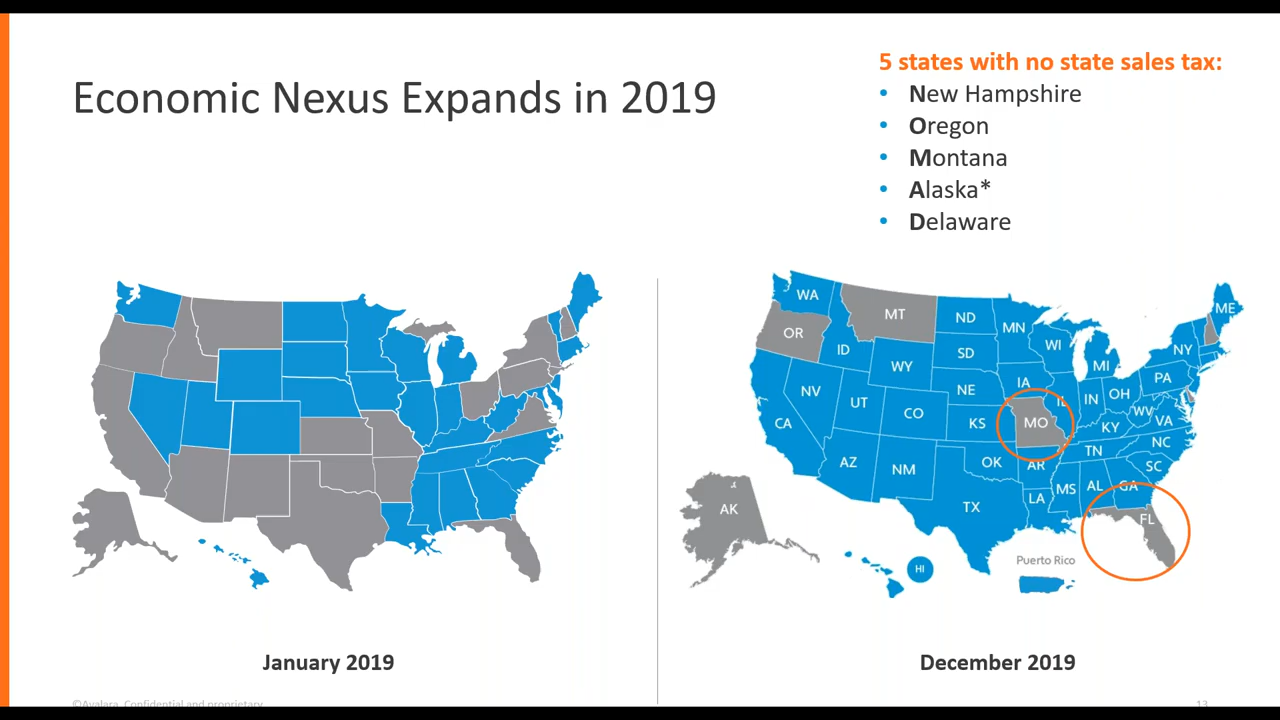 Economic Nexus Expands in 2019
5 states with no state sales tax:
• New Hampshire
• Oregon
• Montana
• Alaska*
• Delaware
WA
OR
MT
ID
ND
MN
SD
WY
WI
MI
NY
ME
NV
UT
CO
NE
IA
IL
IN
OH
PA
CA
KS
MO
KY
WV
VA
NC
AZ
NM
OK
AR
TN
SC
TX
LA
MS
AL
GA
FL
AK
HI
Puerto Rico
January 2019
December 2019
©Avalara. Confidential and proprietary
13